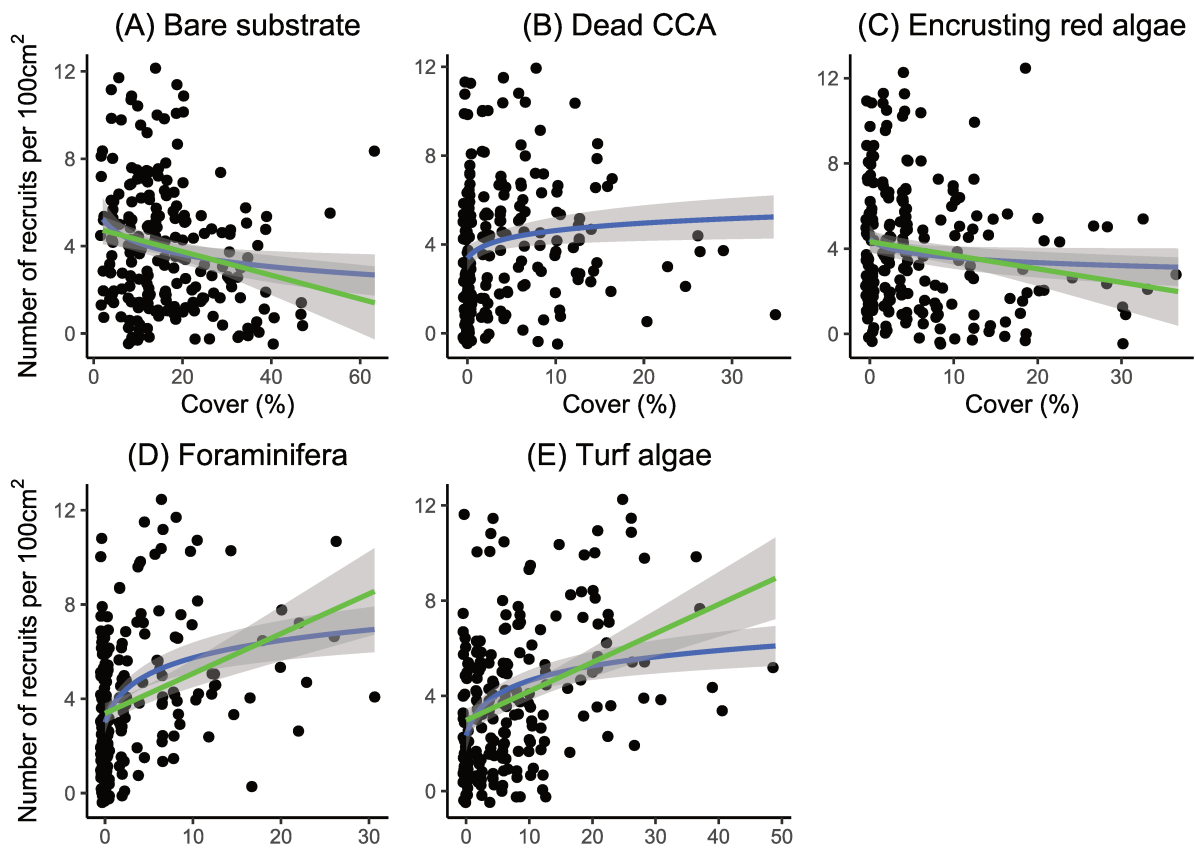 (A) Bare substrate
(B) Dead CCA
(C) Encrusting red algae
Number of recruits per 100cm²
12
8
4
0
0 20 40 60
Cover (%)
12
8
4
0
0 10 20 30
Cover (%)
12
8
4
0
0 10 20 30
Cover (%)
(D) Foraminifera
(E) Turf algae
Number of recruits per 100cm²
12
8
4
0
0 10 20 30
12
8
4
0
0 10 20 30 40 50